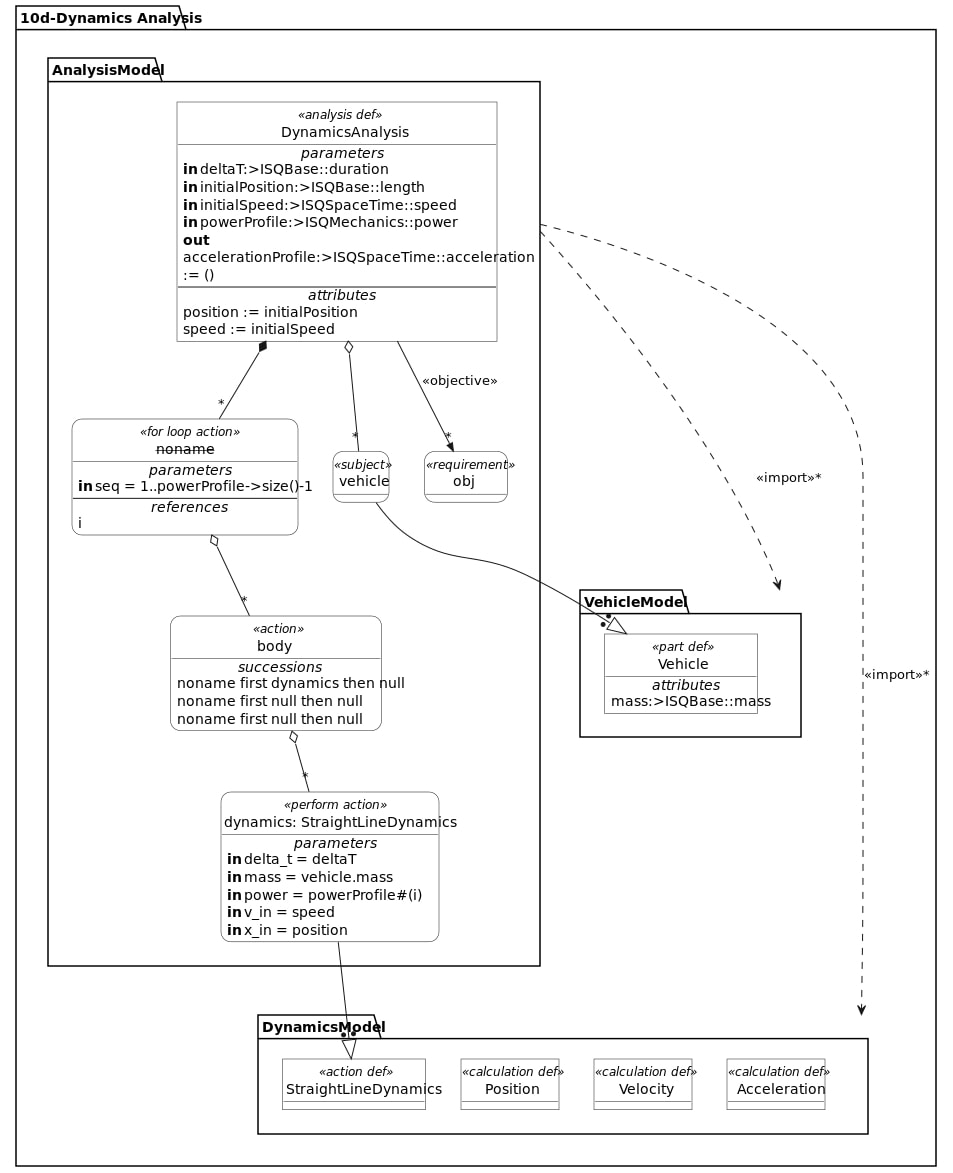 10d-Dynamics Analysis
AnalysisModel
«analysis def»
DynamicsAnalysis
parameters
in deltaT:>ISQBase::duration
in initialPosition:>ISQBase::length
in initialSpeed:>ISQSpaceTime::speed
in powerProfile:>ISQMechanics::power
out
accelerationProfile:>ISQSpaceTime::acceleration
:= ()
attributes
position := initialPosition
speed := initialSpeed
«objective»
*
*
*
«for loop action»
noname
parameters
in seq = 1..powerProfile->size()-1
references
i
«subject»
vehicle
«requirement»
obj
«import»*
*
«action»
body
successions
noname first dynamics then null
noname first null then null
noname first null then null
VehicleModel
«part def»
Vehicle
attributes
mass:>ISQBase::mass
«import»*
*
«perform action»
dynamics: StraightLineDynamics
parameters
in delta_t = deltaT
in mass = vehicle.mass
in power = powerProfile#(i)
in v_in = speed
in x_in = position
DynamicsModel
«action def»
StraightLineDynamics
«calculation def»
Position
«calculation def»
Velocity
«calculation def»
Acceleration